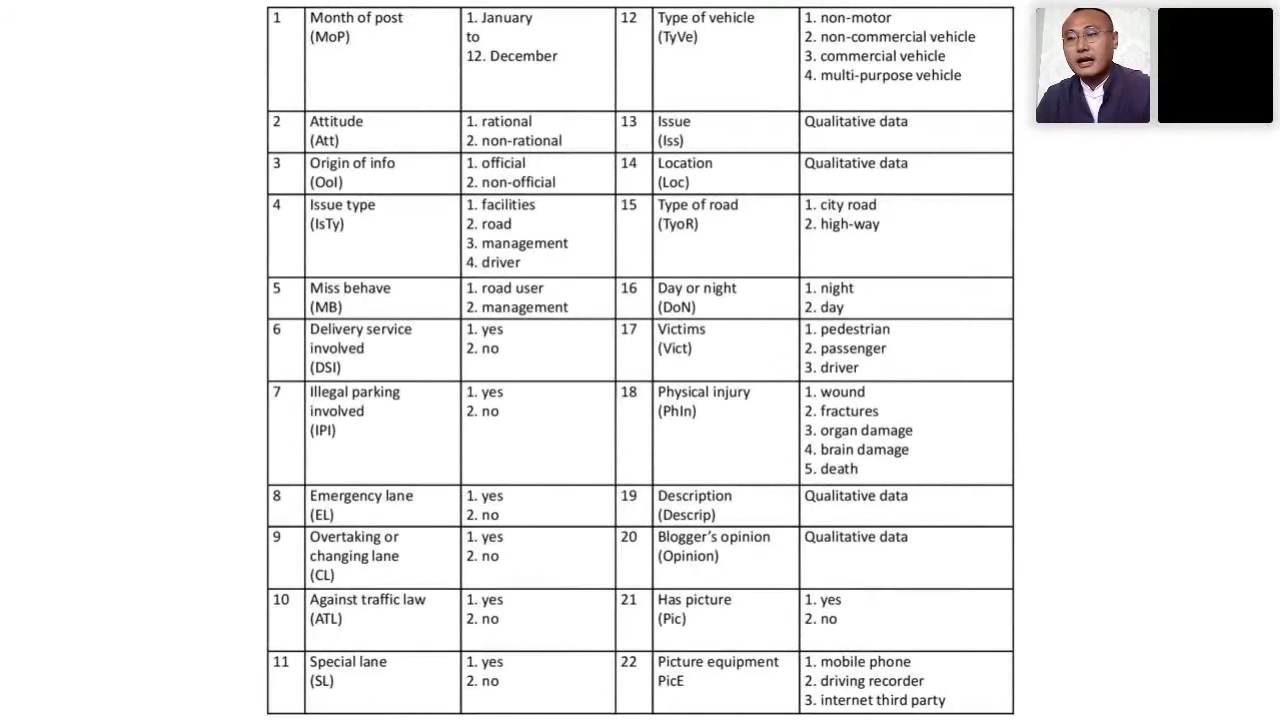 1 Month of post 1. January 12 Type of vehicle 1. non-motor
(MoP) to (TyVe) 2. non-commercial vehicle
12. December 3. commercial vehicle
4. multi-purpose vehicle
2 Attitude 1. rational 13 Issue Qualitative data
(Att) 2. non-rational (Iss)
3 Origin of info 1. official 14 Location Qualitative data
(OoI) 2. non-official (Loc)
4 Issue type 1. facilities 15 Type of road 1. city road
(IsTy) 2. road (TyoR) 2. high-way
3. management
4. driver
5 Miss behave 1. road user 16 Day or night 1. night
(MB) 2. management (DoN) 2. day
6 Delivery service 1. yes 17 Victims 1. pedestrian
involved 2. no (Vict) 2. passenger
(DSI) 3. driver
7 Illegal parking 1. yes 18 Physical injury 1. wound
involved 2. no (PhIn) 2. fractures
(IPI) 3. organ damage
4. brain damage
5. death
8 Emergency lane 1. yes 19 Description Qualitative data
(EL) 2. no (Descrip)
9 Overtaking or 1. yes 20 Blogger’s opinion Qualitative data
changing lane 2. no (Opinion)
(CL)
10 Against traffic law 1. yes 21 Has picture 1. yes
(ATL) 2. no (Pic) 2. no
11 Special lane 1. yes 22 Picture equipment 1. mobile phone
(SL) 2. no PicE 2. driving recorder
3. internet third party